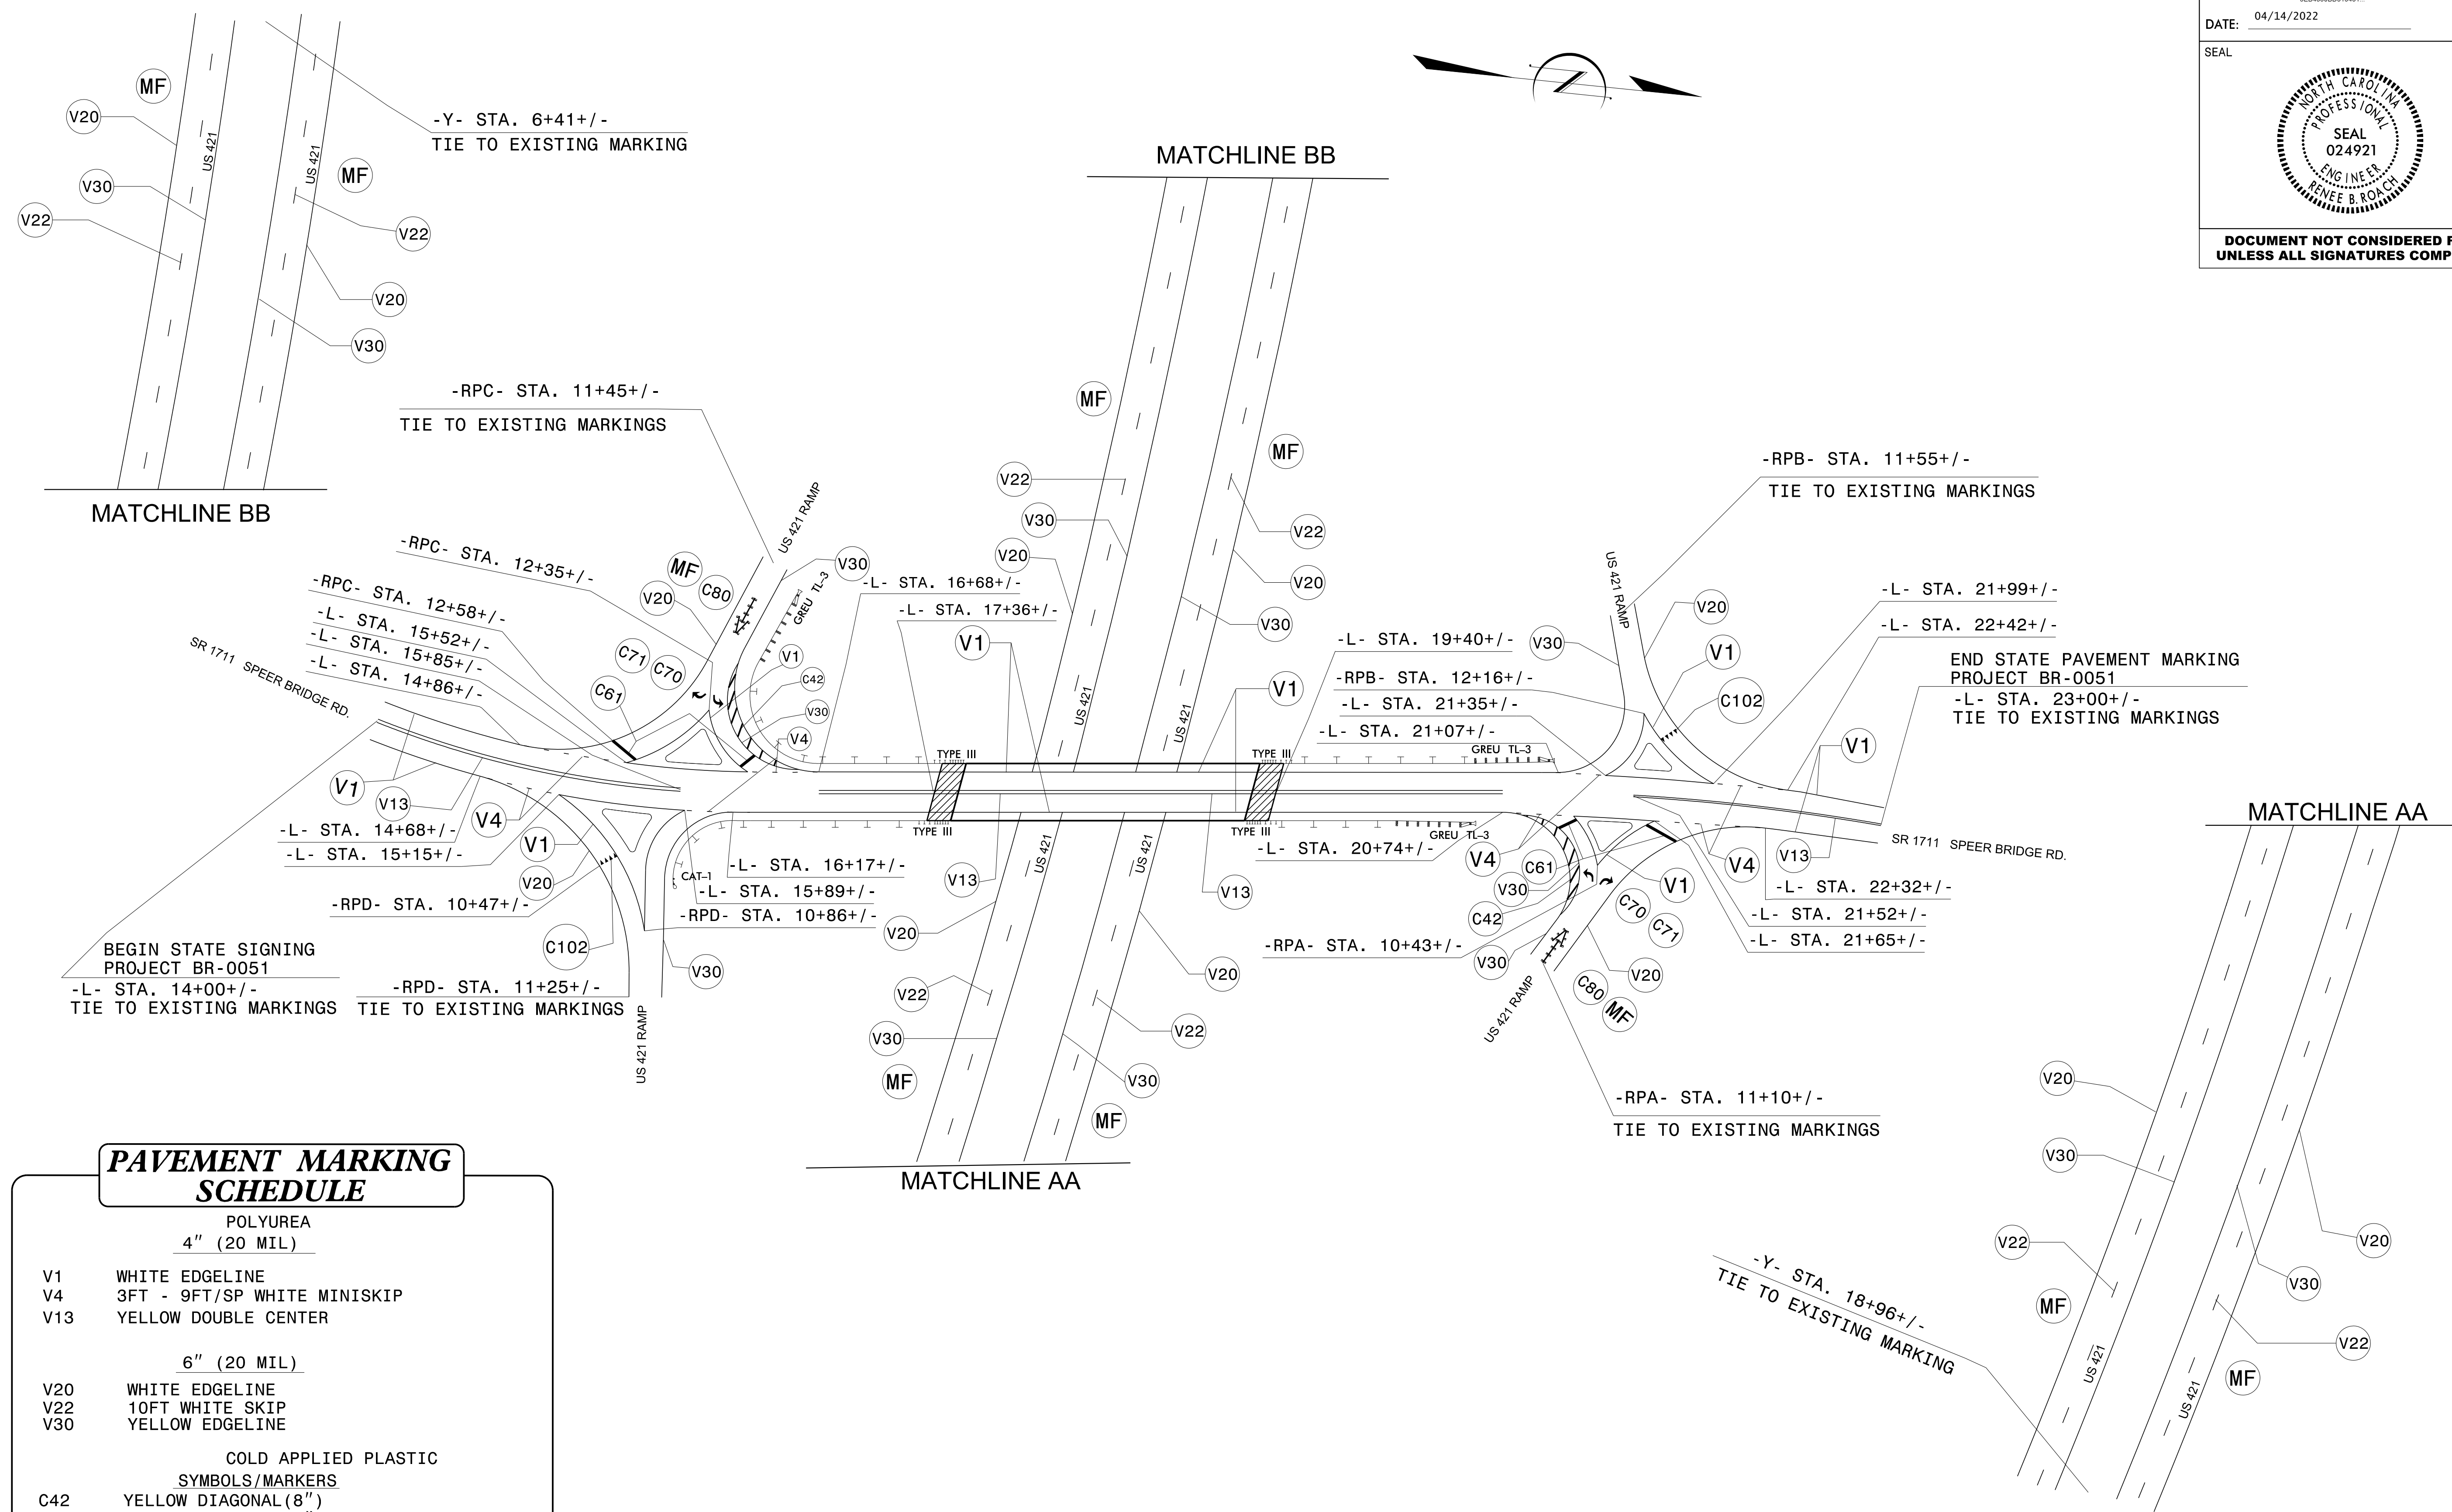 DATE: 04/14/2022
SEAL
NORTH CAROLINA
PROFESSIONAL
SEAL
024921
ENGINEER
RENEE B. ROACH
DOCUMENT NOT CONSIDERED
UNLESS ALL SIGNATURES
MF
V20
US 421
US 421
MF
V30
V22
V22
V20
V30
-Y- STA. 6+41+/-
TIE TO EXISTING MARKING
MATCHLINE BB
MATCHLINE BB
MF
MF
V22
V30
V20
V22
V20
V30
US 421
US 421
-RPC- STA. 11+45+/-
TIE TO EXISTING MARKINGS
US 421 RAMP
-RPC- STA. 12+35+/-
-RPC- STA. 12+58+/-
-L- STA. 15+52+/-
-L- STA. 15+85+/-
-L- STA. 14+86+/-
SR 1711 SPEER BRIDGE RD.
MF
C80
V20
V30
GREU TL-3
C71
C70
C61
V1
C42
V30
V4
-L- STA. 16+68+/-
-L- STA. 17+36+/-
V1
V1
TYPE III
TYPE III
TYPE III
TYPE III
-L- STA. 19+40+/-
-RPB- STA. 12+16+/-
-L- STA. 21+35+/-
-L- STA. 21+07+/-
GREU TL-3
GREU TL-3
-RPB- STA. 11+55+/-
TIE TO EXISTING MARKINGS
US 421 RAMP
V30
V20
V1
C102
-L- STA. 21+99+/-
-L- STA. 22+42+/-
END STATE PAVEMENT MARKING
PROJECT BR-0051
-L- STA. 23+00+/-
TIE TO EXISTING MARKINGS
V1
SR 1711 SPEER BRIDGE RD.
V1
V13
V4
-L- STA. 14+68+/-
-L- STA. 15+15+/-
V1
V20
-RPD- STA. 10+47+/-
C102
CAT-1
-L- STA. 16+17+/-
-L- STA. 15+89+/-
-RPD- STA. 10+86+/-
V30
BEGIN STATE SIGNING
PROJECT BR-0051
-L- STA. 14+00+/-
TIE TO EXISTING MARKINGS
-RPD- STA. 11+25+/-
TIE TO EXISTING MARKINGS
US 421 RAMP
V13
V13
V20
V22
V30
MF
US 421
US 421
V20
V22
V30
MF
MATCHLINE AA
-L- STA. 20+74+/-
V4
C61
V30
C42
-RPA- STA. 10+43+/-
V30
US 421 RAMP
V1
C70
C71
V20
C80
MF
V4
V13
-L- STA. 22+32+/-
-L- STA. 21+52+/-
-L- STA. 21+65+/-
-RPA- STA. 11+10+/-
TIE TO EXISTING MARKINGS
MATCHLINE AA
V20
V30
V22
MF
US 421
US 421
V20
V30
V22
MF
-Y- STA. 18+96+/-
TIE TO EXISTING MARKING
PAVEMENT MARKING
SCHEDULE
POLYUREA
4" (20 MIL)
V1 WHITE EDGELINE
V4 3FT - 9FT/SP WHITE MINISKIP
V13 YELLOW DOUBLE CENTER
6" (20 MIL)
V20 WHITE EDGELINE
V22 10FT WHITE SKIP
V30 YELLOW EDGELINE
COLD APPLIED PLASTIC
SYMBOLS/MARKERS
C42 YELLOW DIAGONAL(8")